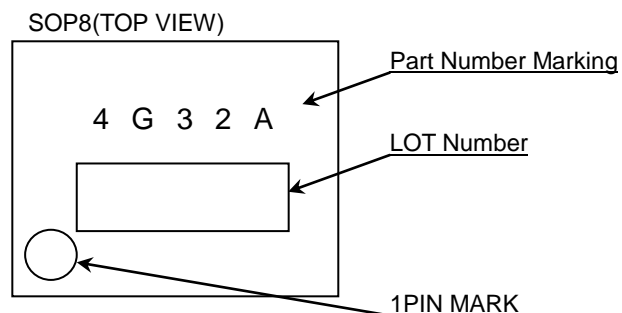 SOP8(TOP VIEW)
Part Number Marking
4 G 3 2 A
LOT Number
1PIN MARK